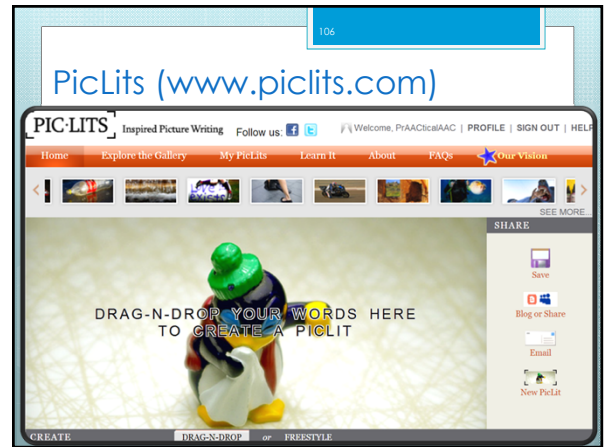 106
PicLits (www.piclits.com)
PIC·LITS Inspired Picture Writing Follow us: Welcome, PrAACticalAAC | PROFILE | SIGN OUT | HELP
Home Explore the Gallery My PicLits Learn It About FAQs Our Vision
SEE MORE...
SHARE
Save
DRAG-N-DROP YOUR WORDS HERE
TO CREATE A PICLIT
Blog or Share
Email
New PicLit
CREATE DRAG-N-DROP or FREESTYLE